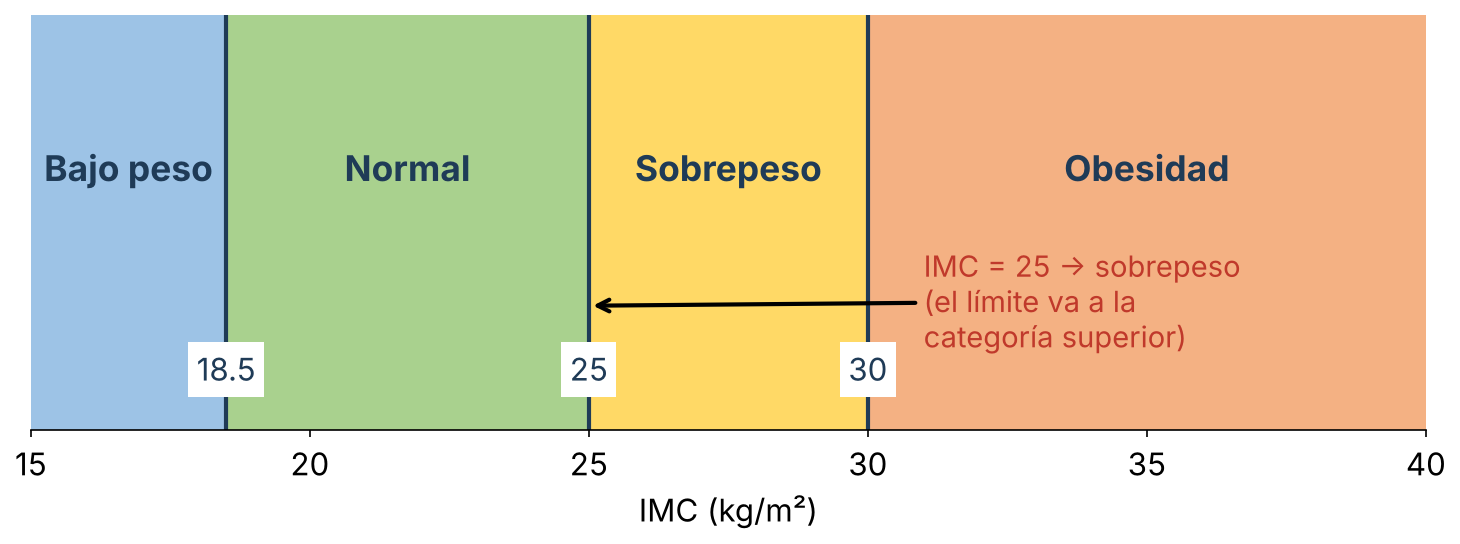 Bajo peso
Normal
Sobrepeso
Obesidad
IMC = 25 → sobrepeso
(el límite va a la
categoría superior)
18.5
25
30
15
20
25
30
35
40
IMC (kg/m²)